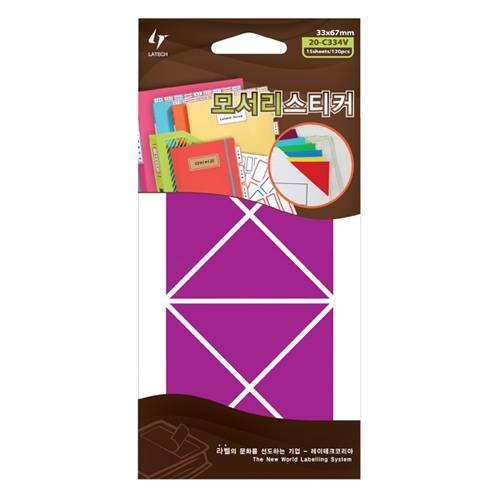 33x67mm
20-C334V
15sheets/120pcs
LATECH
모서리스티커
라벨의 문화를 선도하는 기업 - 레이테크코리아
The New World Labelling System